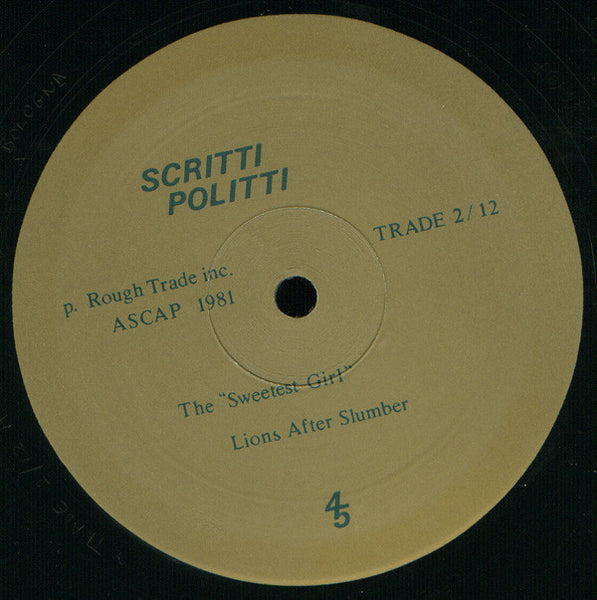 SCRITTI
POLITTI
TRADE 2/12
p. Rough Trade inc.
ASCAP 1981
The "Sweetest Girl"
Lions After Slumber
45